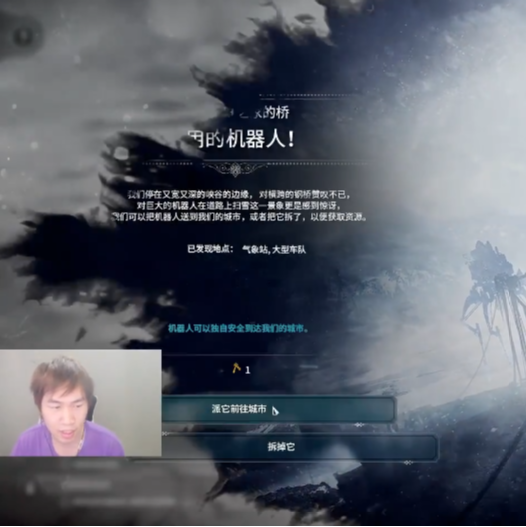 的桥
用的机器人！
我们停在又宽又深的峡谷的边缘，对横跨的钢桥赞叹不已，
对巨大的机器人在道路上扫雪这一景象更是感到惊讶。
我们可以把机器人送到我们的城市，或者把它拆了，以便获取资源。
已发现地点： 气象站，大型车队
机器人可以独自安全到达我们的城市。
1
派它前往城市
拆掉它